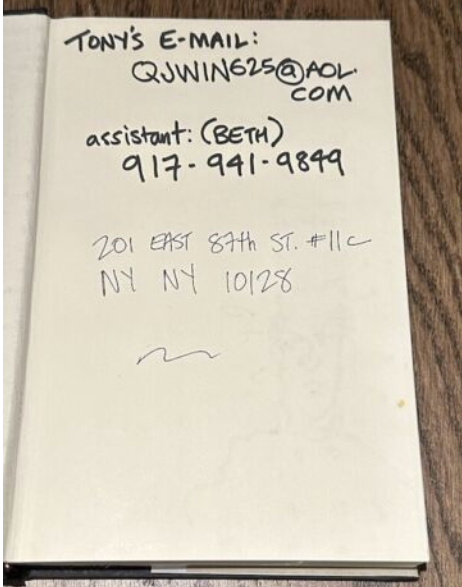 TONY'S E-MAIL:
QJWIN625@AOL.
COM
assistant: (BETH)
917-941-9849
201 EAST 87th ST. #11C
NY NY 10128